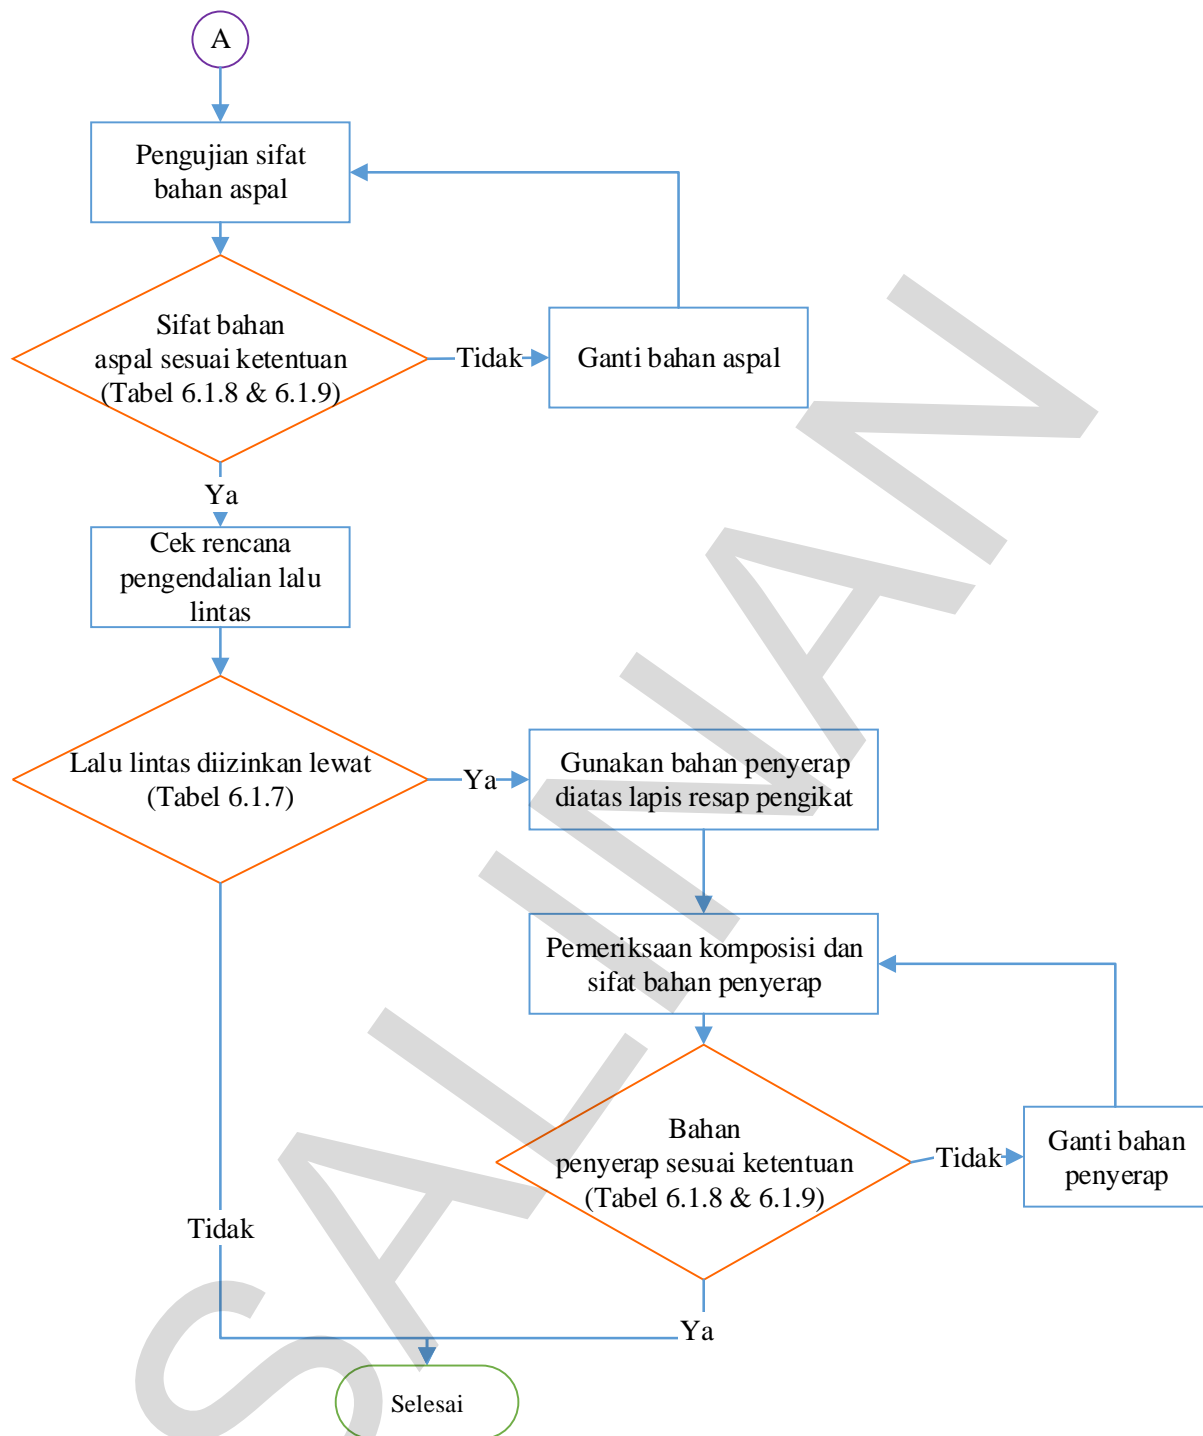 A
Pengujian sifat
bahan aspal
Sifat bahan
aspal sesuai ketentuan
(Tabel 6.1.8 & 6.1.9)
Tidak
Ganti bahan aspal
Ya
Cek rencana
pengendalian lalu
lintas
Lalu lintas diizinkan lewat
(Tabel 6.1.7)
Ya
Gunakan bahan penyerap
diatas lapis resap pengikat
Pemeriksaan komposisi dan
sifat bahan penyerap
Bahan
penyerap sesuai ketentuan
(Tabel 6.1.8 & 6.1.9)
Tidak
Ganti bahan
penyerap
Tidak
Ya
Selesai
SALINAN